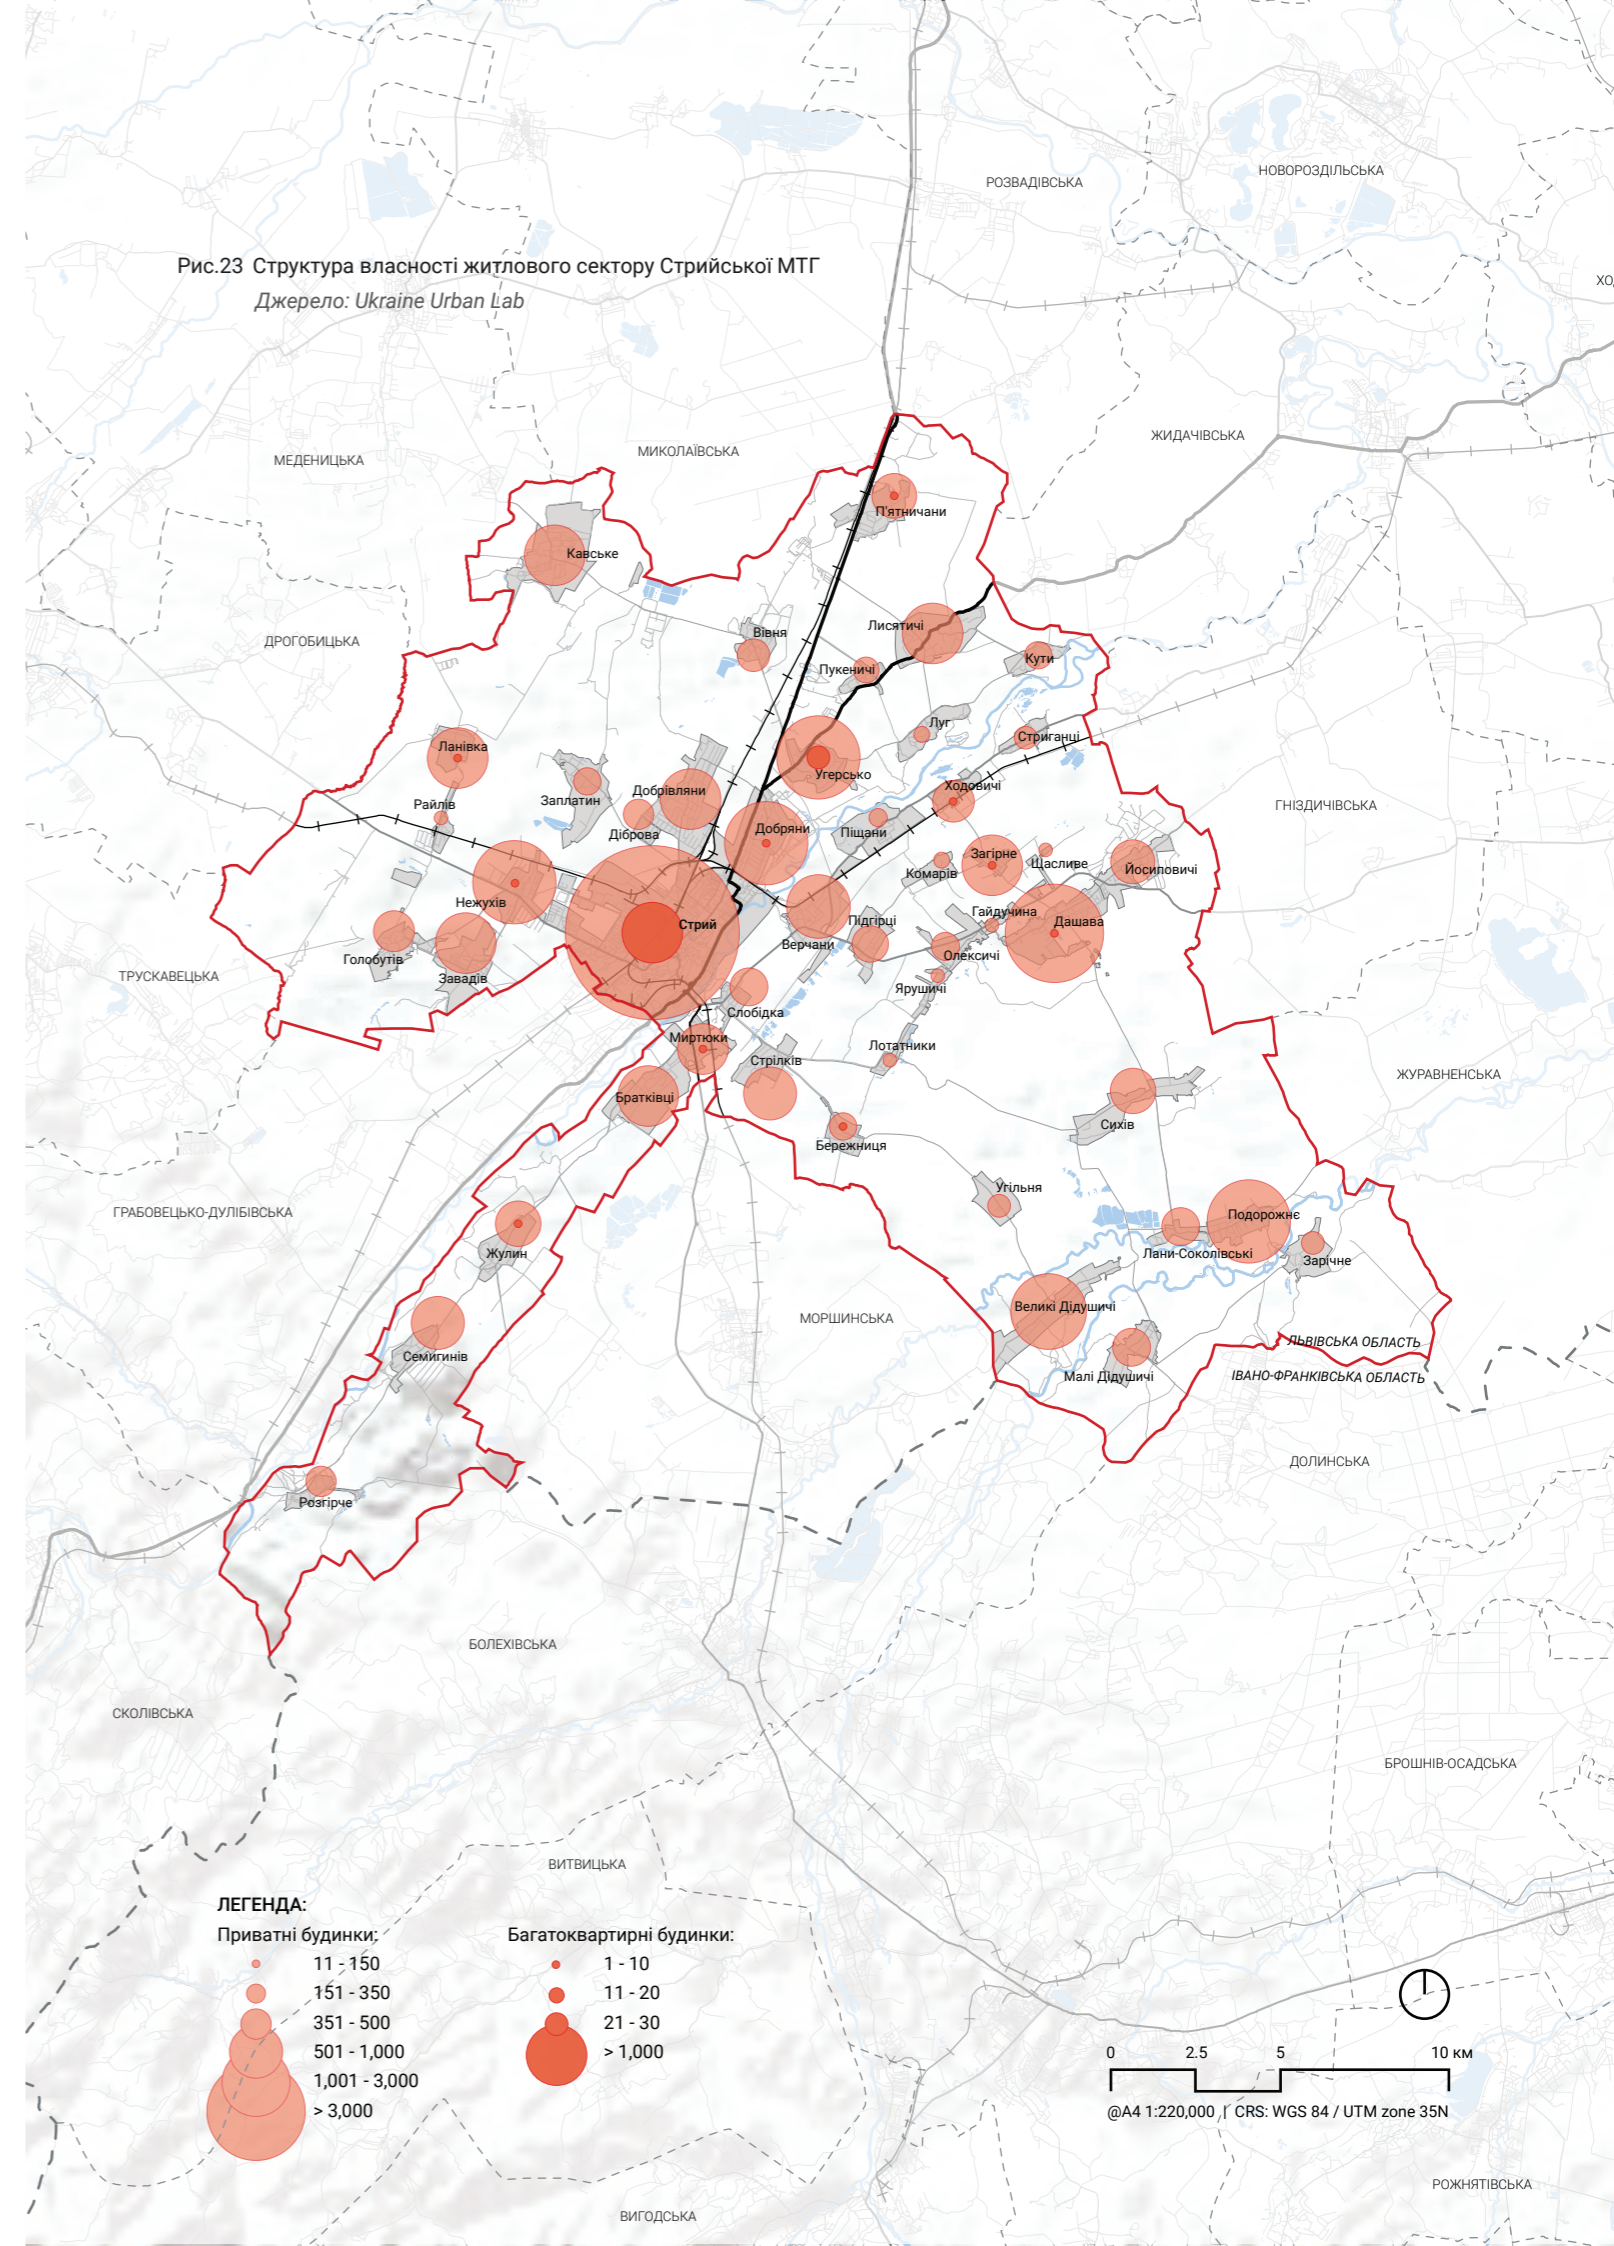 РОЗВАДІВСЬКА
НОВОРОЗДІЛЬСЬКА
Рис.23 Структура власності житлового сектору Стрийської МТГ
Джерело: Ukraine Urban Lab
ХО
МЕДЕНИЦЬКА
МИКОЛАЇВСЬКА
ЖИДАЧІВСЬКА
П'ятничани
Кавське
ДРОГОБИЦЬКА
Вівня
Лисятичі
Пукеничі
Кути
Луг
Стриганці
Ланівка
Угерсько
Ходовичі
Заплатин
Добрівляни
Райлів
Діброва
Добряни
Піщани
ГНІЗДИЧІВСЬКА
Загірне
Щасливе
Комарів
Йосиповичі
Нежухів
Стрий
Підгірці
Гайдучина
Дашава
Верчани
Голобутів
Завадів
Олексичі
ТРУСКАВЕЦЬКА
Ярушичі
Слобідка
Миртюки
Стрілків
Лотатники
ЖУРАВНЕНСЬКА
Братківці
Сихів
Бережниця
Угільня
ГРАБОВЕЦЬКО-ДУЛІБІВСЬКА
Подорожнє
Жулин
Лани-Соколівські
Зарічне
Великі Дідушичі
МОРШИНСЬКА
ЛЬВІВСЬКА ОБЛАСТЬ
Семигинів
Малі Дідушичі
ІВАНО-ФРАНКІВСЬКА ОБЛАСТЬ
ДОЛИНСЬКА
Розгірче
БОЛЕХІВСЬКА
СКОЛІВСЬКА
БРОШНІВ-ОСАДСЬКА
ВИТВИЦЬКА
ЛЕГЕНДА:
Приватні будинки:
11 - 150
151 - 350
351 - 500
501 - 1,000
1,001 - 3,000
> 3,000
Багатоквартирні будинки:
1 - 10
11 - 20
21 - 30
> 1,000
0 2.5 5 10 км
@A4 1:220,000 | CRS: WGS 84 / UTM zone 35N
РОЖНЯТІВСЬКА
ВИГОДСЬКА